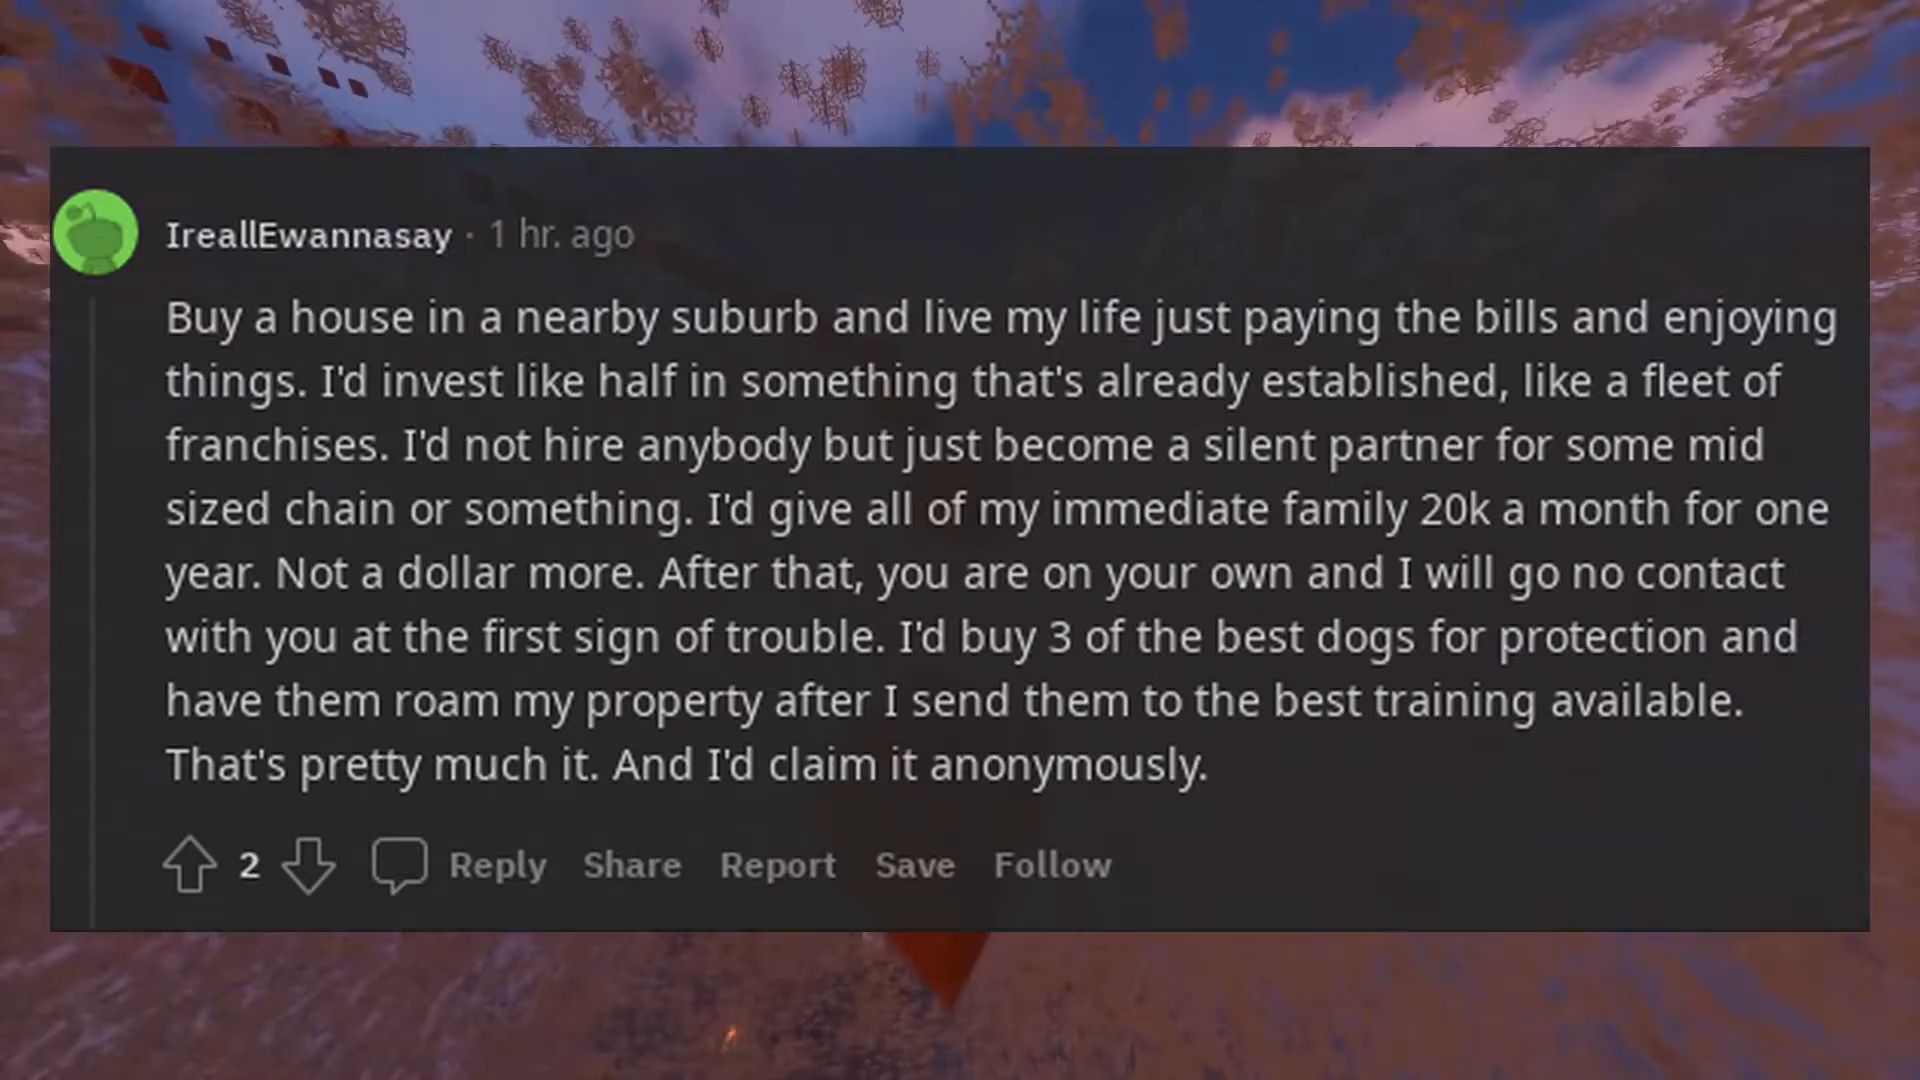 IreallEwannasay · 1 hr. ago
Buy a house in a nearby suburb and live my life just paying the bills and enjoying
things. I'd invest like half in something that's already established, like a fleet of
franchises. I'd not hire anybody but just become a silent partner for some mid
sized chain or something. I'd give all of my immediate family 20k a month for one
year. Not a dollar more. After that, you are on your own and I will go no contact
with you at the first sign of trouble. I'd buy 3 of the best dogs for protection and
have them roam my property after I send them to the best training available.
That's pretty much it. And I'd claim it anonymously.
2 Reply Share Report Save Follow